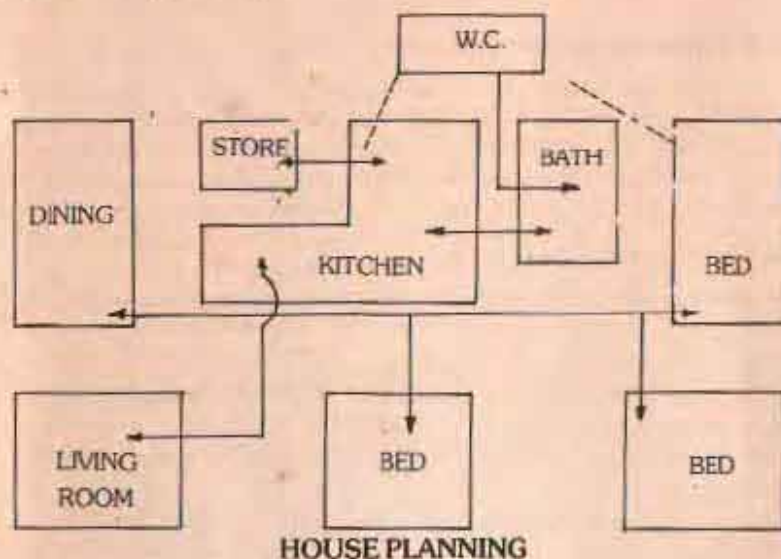 W.C.
STORE
BATH
DINING
KITCHEN
BED
LIVING
ROOM
BED
BED
HOUSE PLANNING